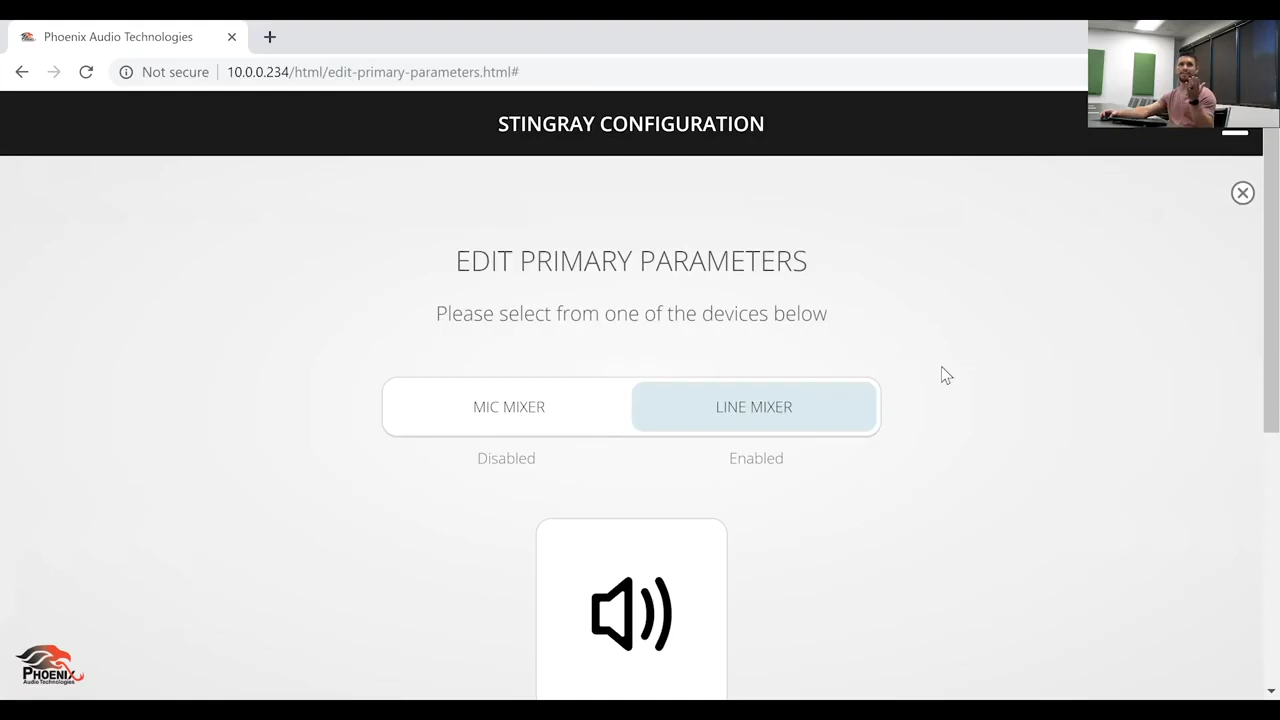 Phoenix Audio Technologies
Not secure
10.0.0.234/html/edit-primary-parameters.html#
STINGRAY CONFIGURATION
EDIT PRIMARY PARAMETERS
Please select from one of the devices below
MIC MIXER
LINE MIXER
Disabled
Enabled
PHOENIX
Audio Technologies